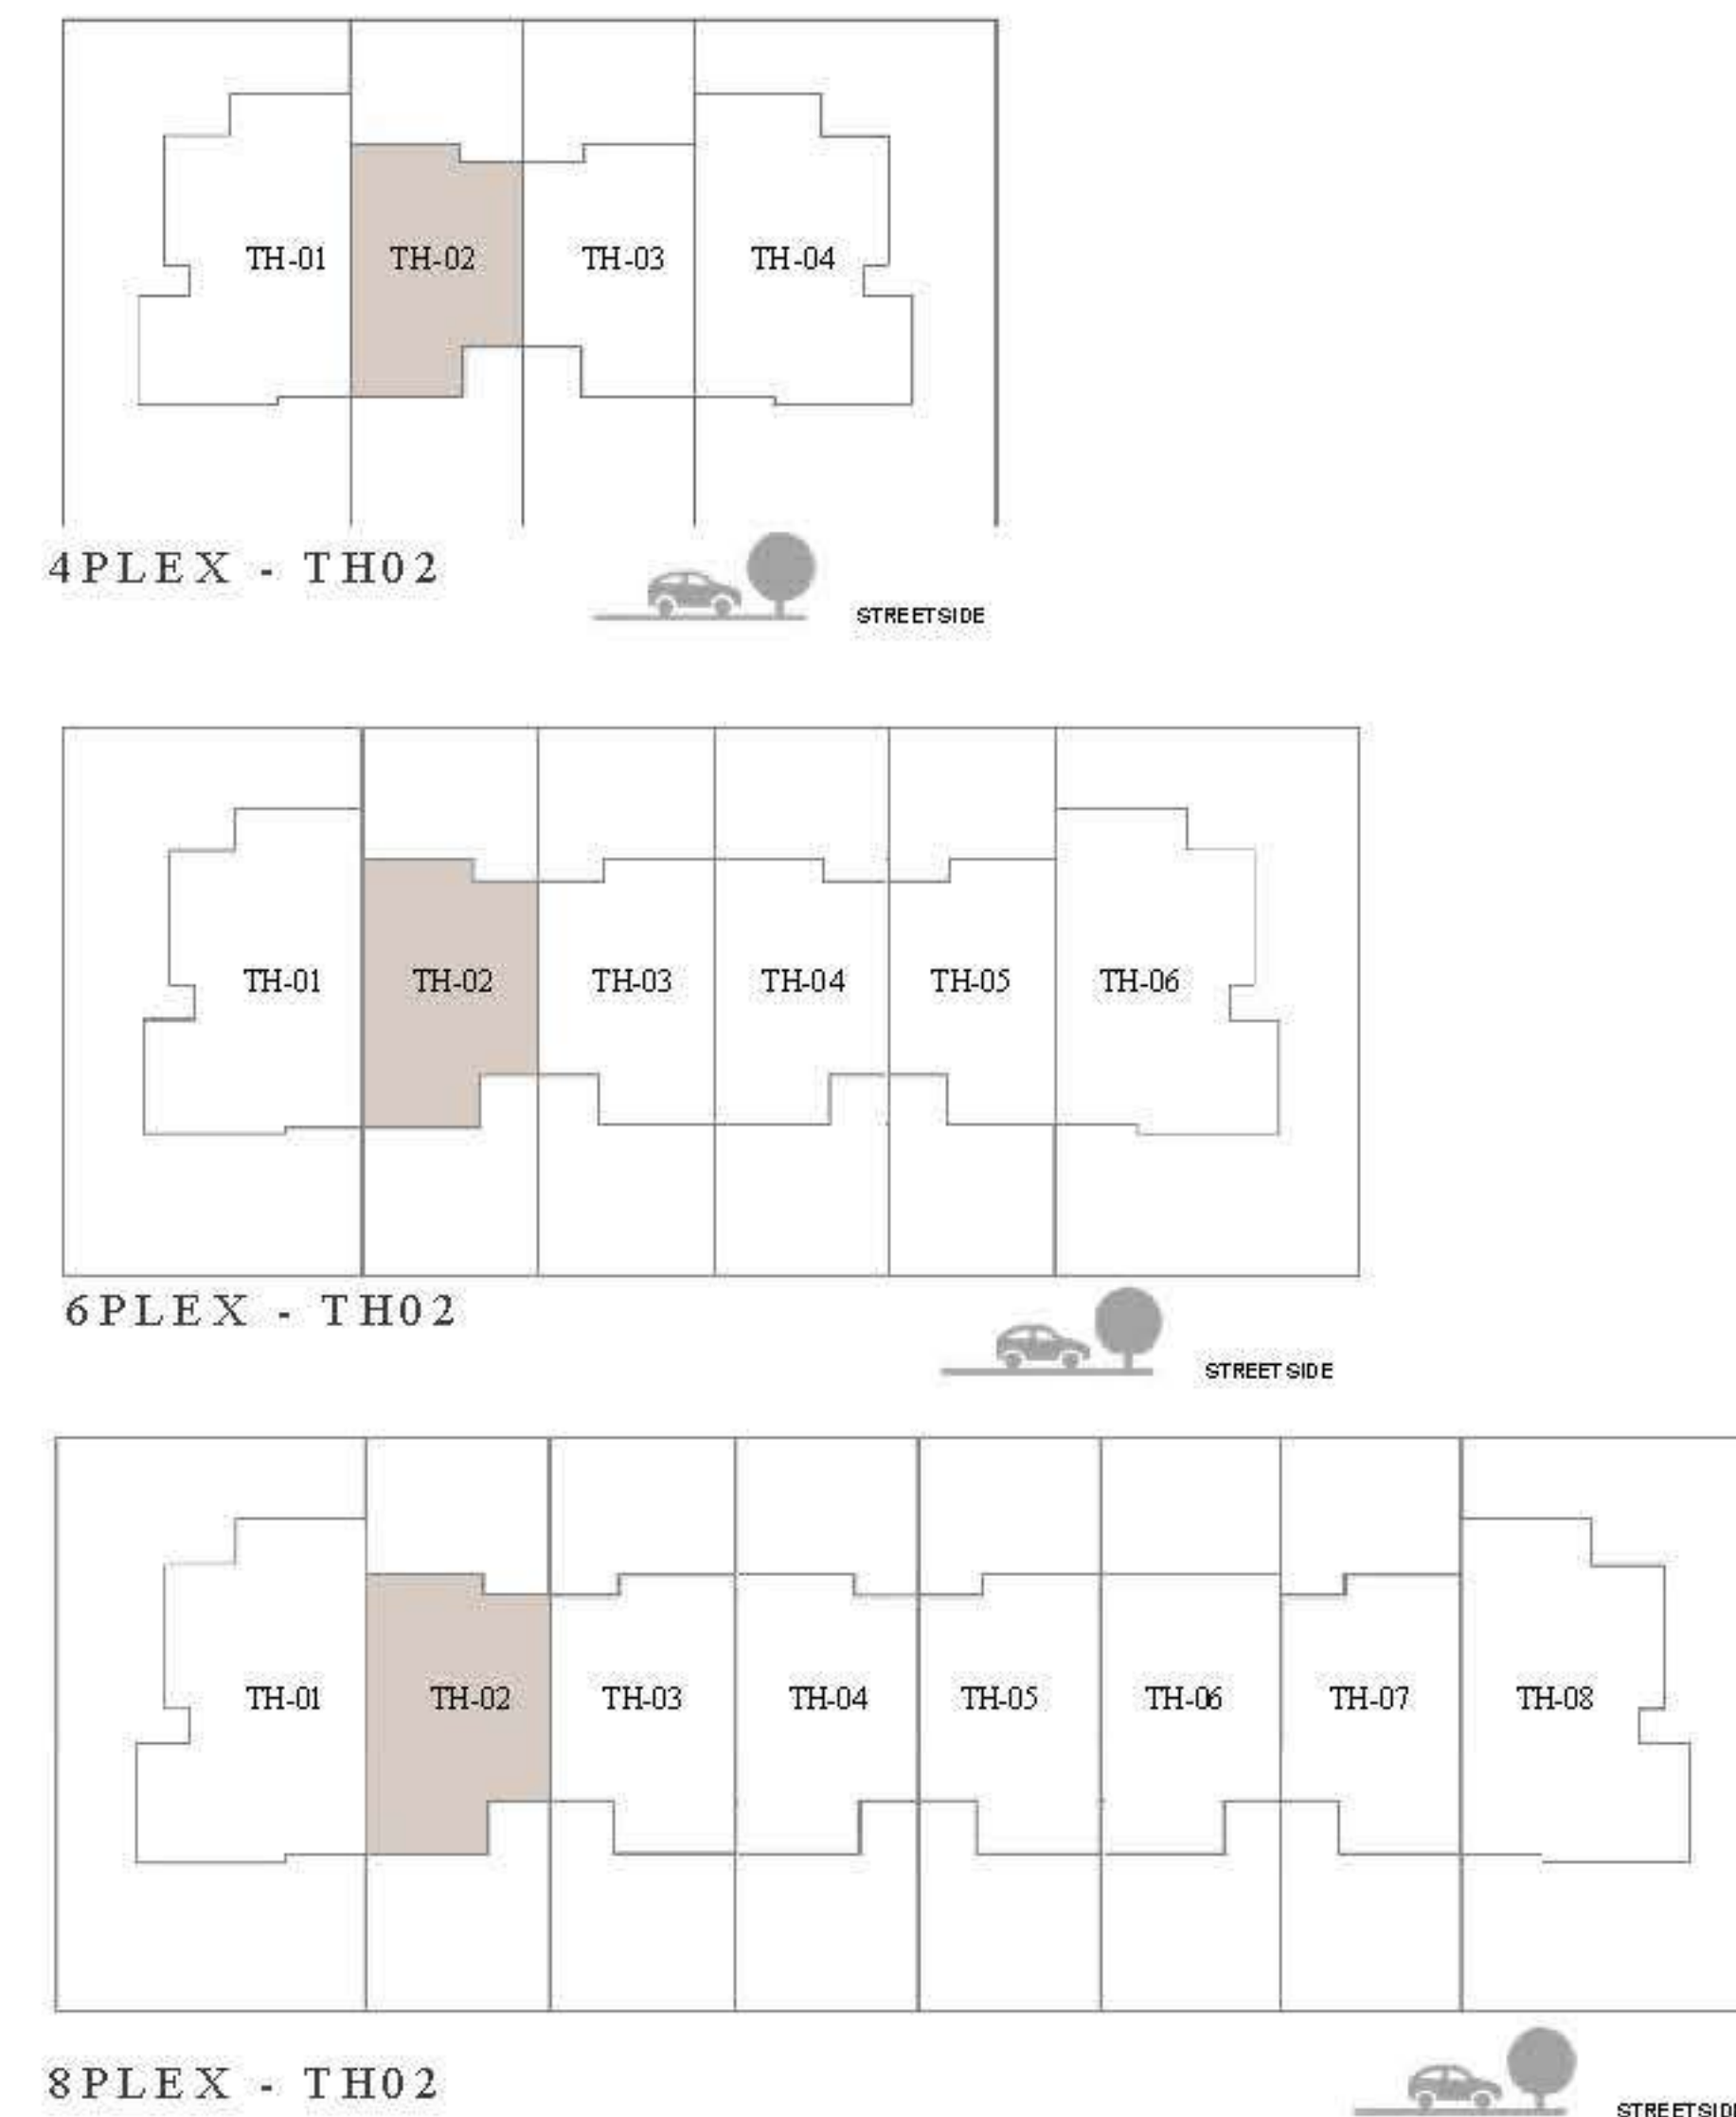 TH-01 TH-02 TH-03 TH-04
4PLEX - TH02
STREETSIDE
TH-01 TH-02 TH-03 TH-04 TH-05 TH-06
6PLEX - TH02
STREETSIDE
TH-01 TH-02 TH-03 TH-04 TH-05 TH-06 TH-07 TH-08
8PLEX - TH02